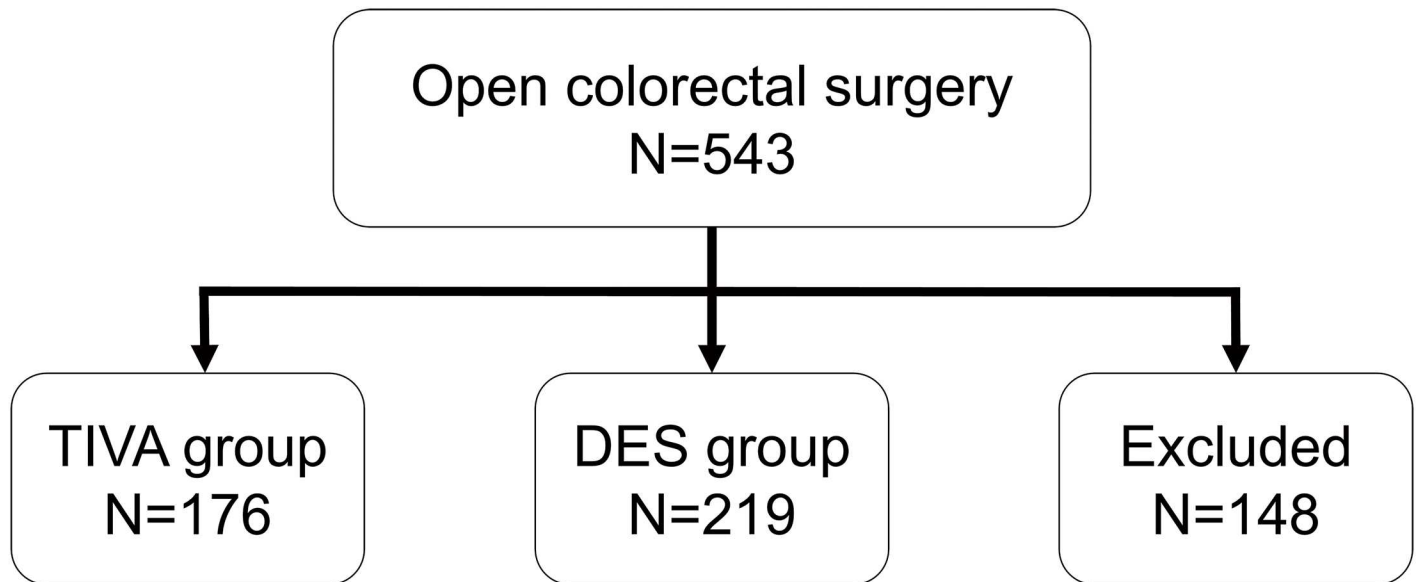 Open colorectal surgery
N=543
TIVA group
N=176
DES group
N=219
Excluded
N=148